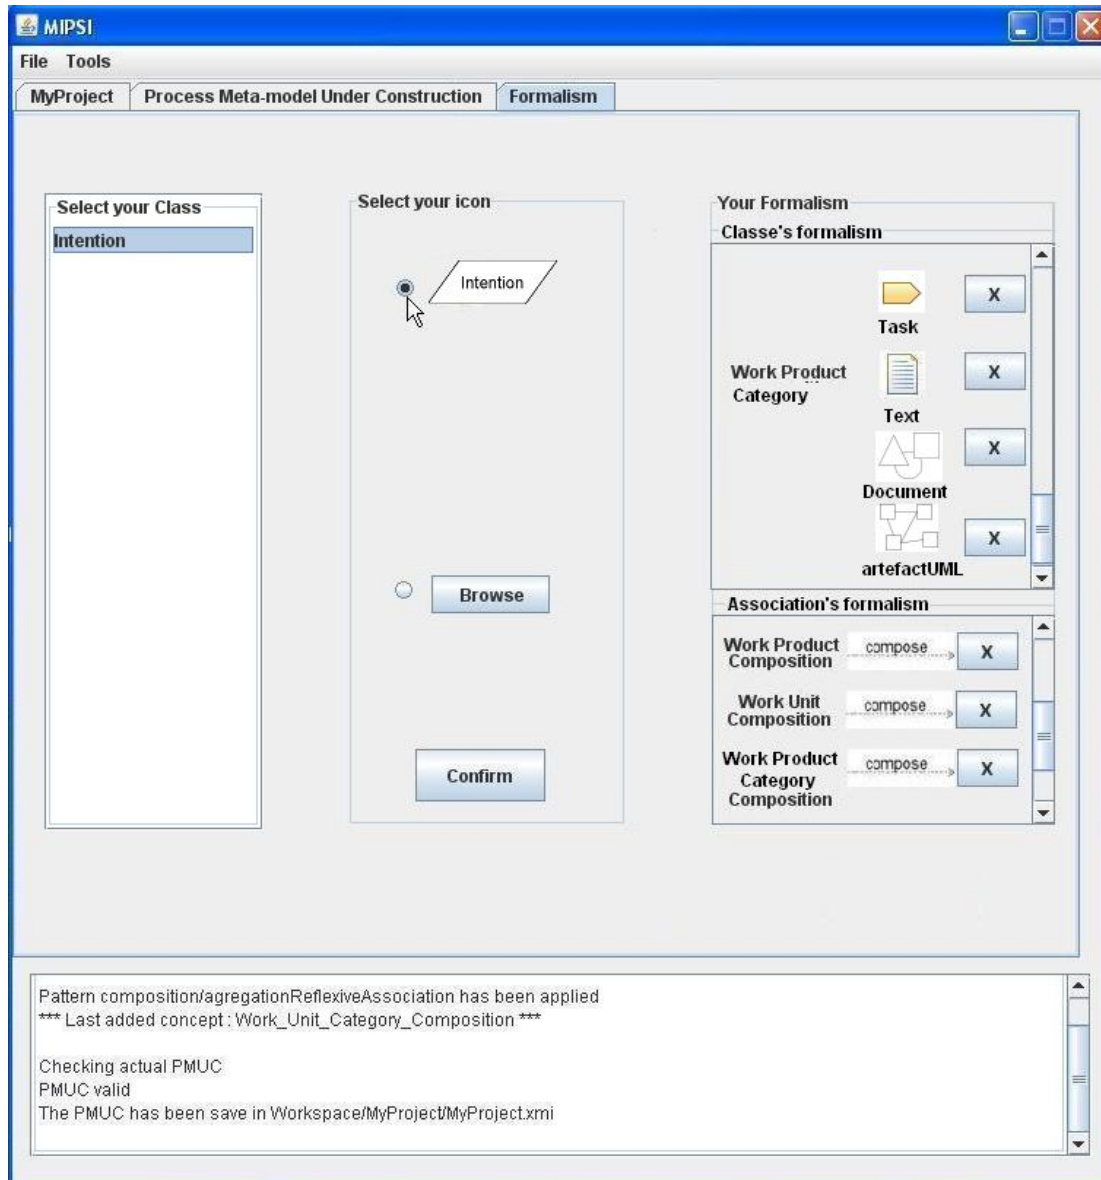 MIPSI
File Tools
MyProject Process Meta-model Under Construction Formalism
Select your Class
Intention
Select your icon
Intention
Browse
Confirm
Your Formalism
Classe's formalism
X
Task
Work Product
Category
X
Text
X
Document
X
artefactUML
Association's formalism
Work Product
Composition
compose
X
Work Unit
Composition
compose
X
Work Product
Category
Composition
compose
X
Pattern composition/agregationReflexiveAssociation has been applied
*** Last added concept : Work_Unit_Category_Composition ***
Checking actual PMUC
PMUC valid
The PMUC has been save in Workspace/MyProject/MyProject.xmi